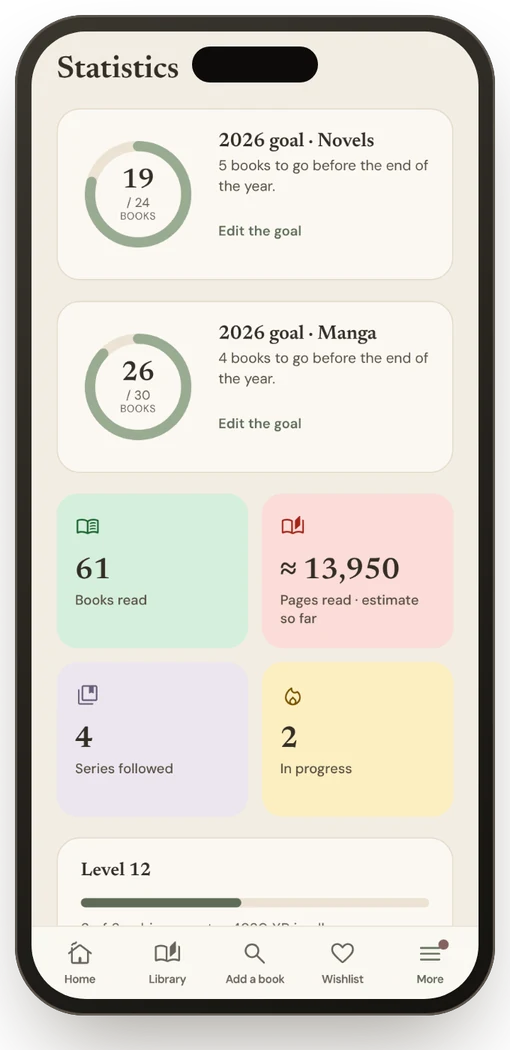 Statistics
2026 goal · Novels
5 books to go before the end of
the year.
Edit the goal
19
/ 24
BOOKS
2026 goal · Manga
4 books to go before the end of
the year.
Edit the goal
26
/ 30
BOOKS
61
Books read
≈ 13,950
Pages read · estimate
so far
4
Series followed
2
In progress
Level 12
Home
Library
Add a book
Wishlist
More